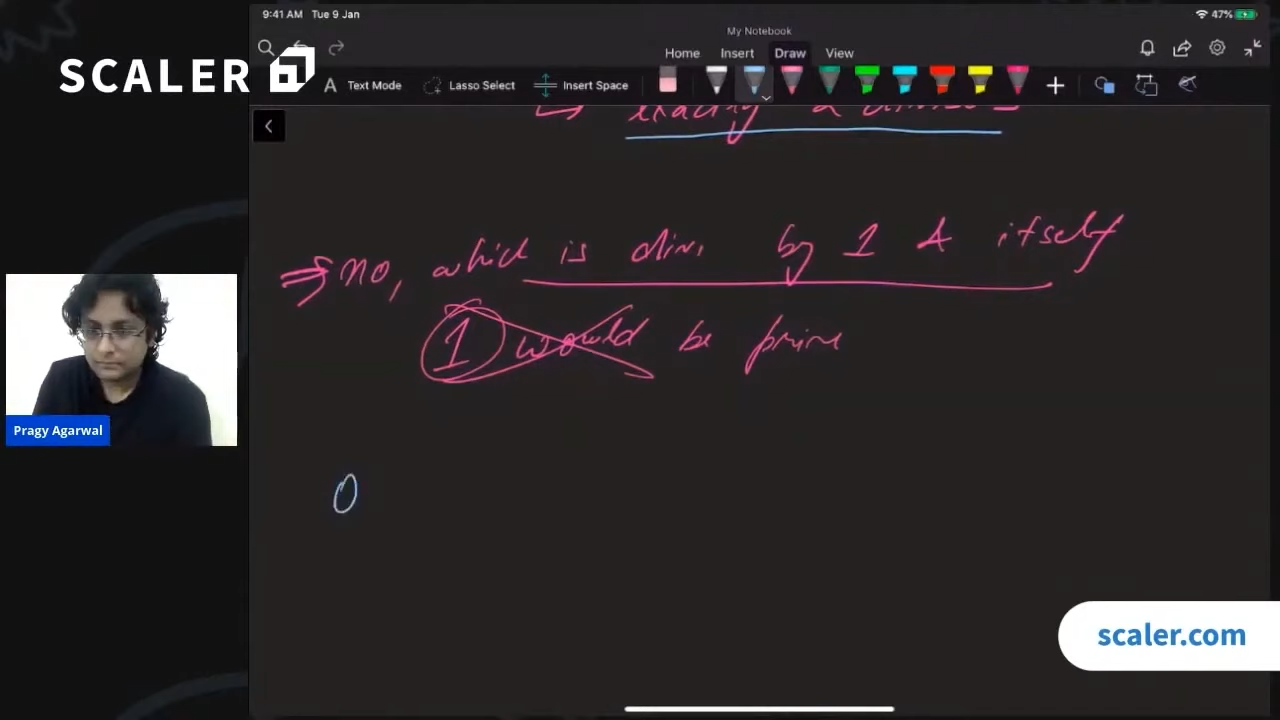 9:41 AM Tue 9 Jan
47%
My Notebook
SCALER
Home Insert Draw View
Text Mode Lasso Select Insert Space
exactly 2 divisors
⇒ no, which is div. by 1 & itself
1 would be prime
Pragy Agarwal
0
scaler.com